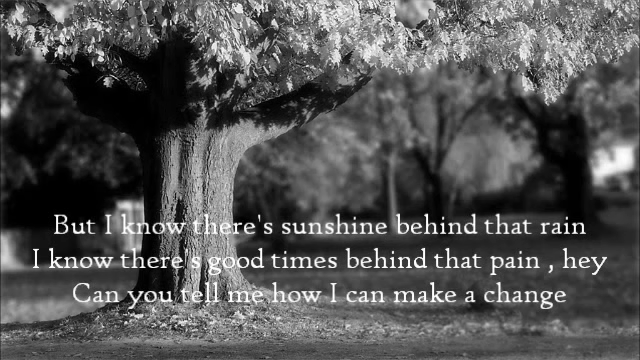 But I know there's sunshine behind that rain
I know there's good times behind that pain , hey
Can you tell me how I can make a change